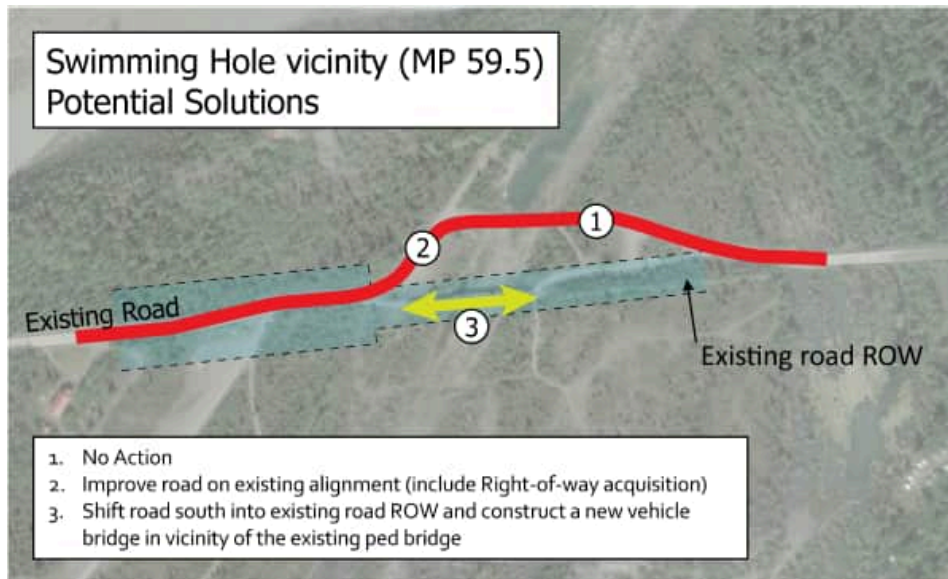 Swimming Hole vicinity (MP 59.5)
Potential Solutions
1
2
Existing Road
3
Existing road ROW
1. No Action
2. Improve road on existing alignment (include Right-of-way acquisition)
3. Shift road south into existing road ROW and construct a new vehicle
bridge in vicinity of the existing ped bridge